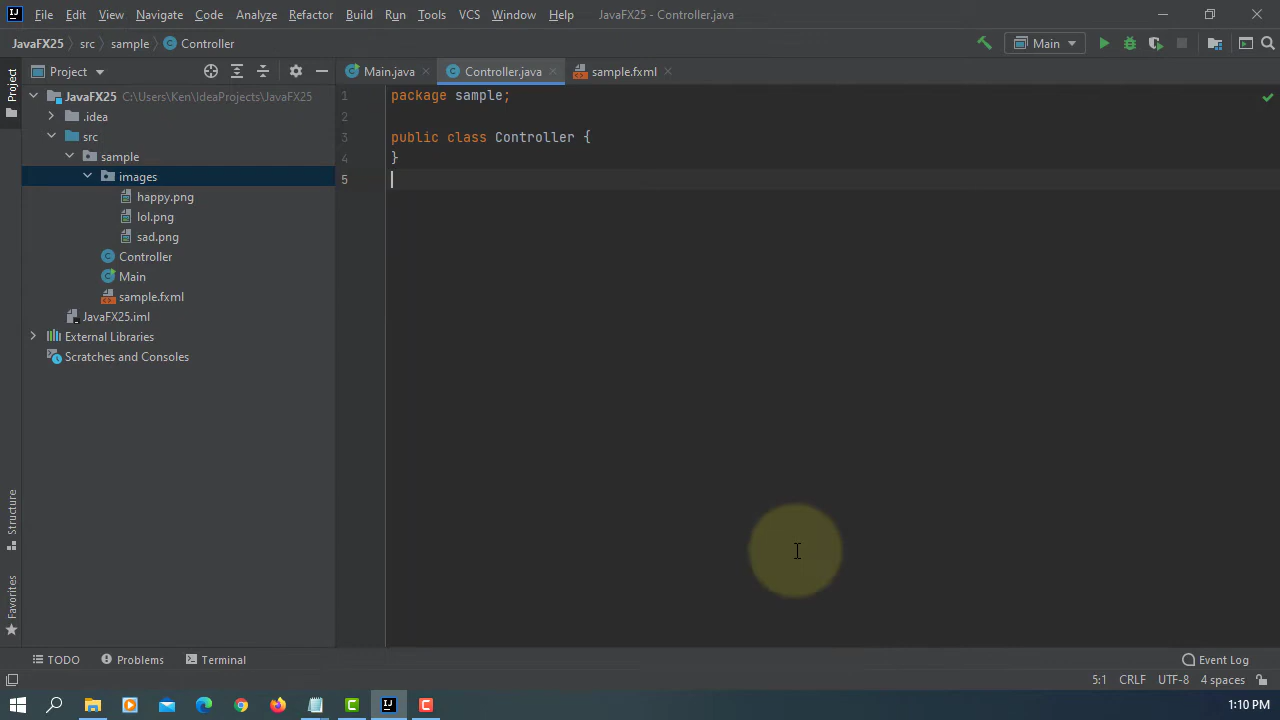 File Edit View Navigate Code Analyze Refactor Build Run Tools VCS Window Help JavaFX25 - Controller.java
JavaFX25 src sample Controller Main
Project Main.java Controller.java sample.fxml
Project
JavaFX25 C:\Users\Ken\IdeaProjects\JavaFX25
.idea
src
sample
images
happy.png
lol.png
sad.png
Controller
Main
sample.fxml
JavaFX25.iml
External Libraries
Scratches and Consoles
1 package sample;
2
3 public class Controller {
4 }
5
Structure
Favorites
TODO Problems Terminal Event Log
5:1 CRLF UTF-8 4 spaces
1:10 PM